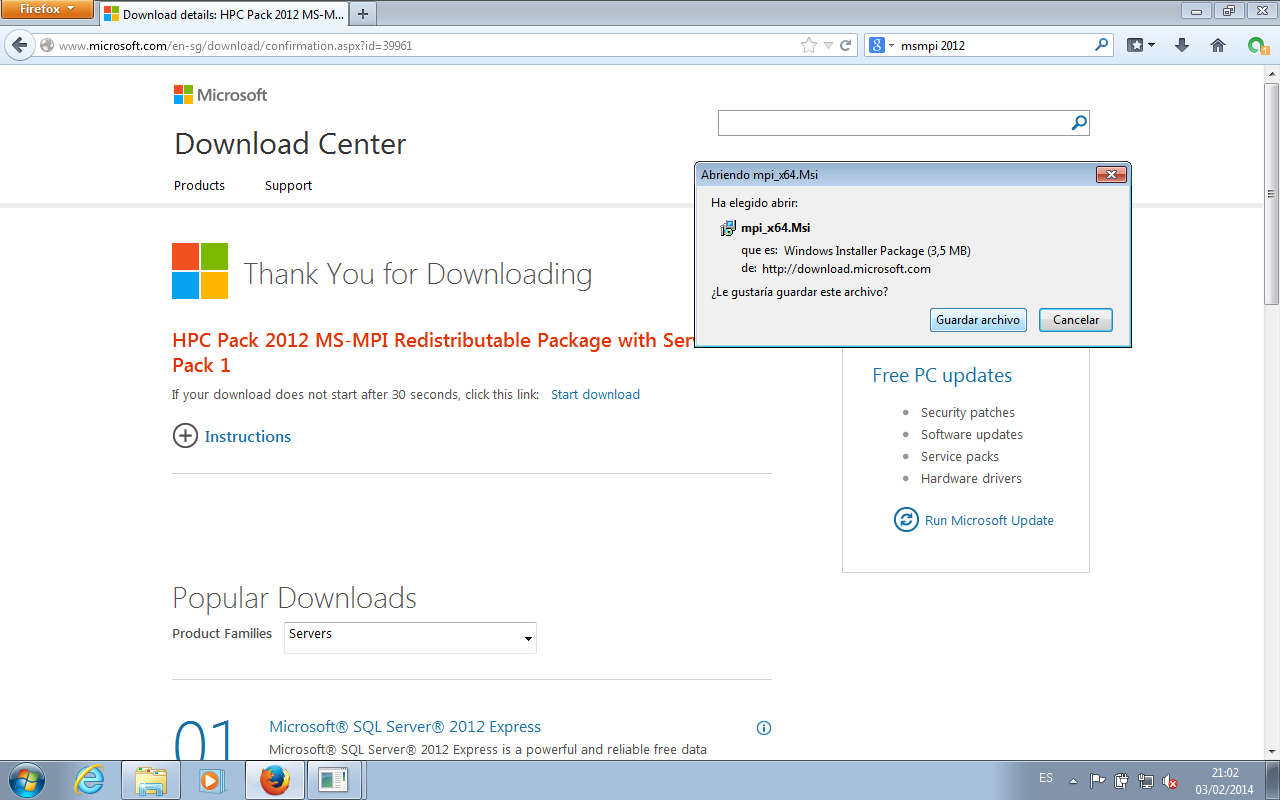 Firefox
Download details: HPC Pack 2012 MS-M...
www.microsoft.com/en-sg/download/confirmation.aspx?id=39961
msmpi 2012
Microsoft
Download Center
Products
Support
Abriendo mpi_x64.Msi
Ha elegido abrir:
mpi_x64.Msi
que es: Windows Installer Package (3,5 MB)
de: http://download.microsoft.com
¿Le gustaría guardar este archivo?
Guardar archivo
Cancelar
Thank You for Downloading
HPC Pack 2012 MS-MPI Redistributable Package with Ser
Pack 1
If your download does not start after 30 seconds, click this link: Start download
Instructions
Free PC updates
Security patches
Software updates
Service packs
Hardware drivers
Run Microsoft Update
Popular Downloads
Product Families Servers
01
Microsoft® SQL Server® 2012 Express
Microsoft® SQL Server® 2012 Express is a powerful and reliable free data
ES
21:02
03/02/2014